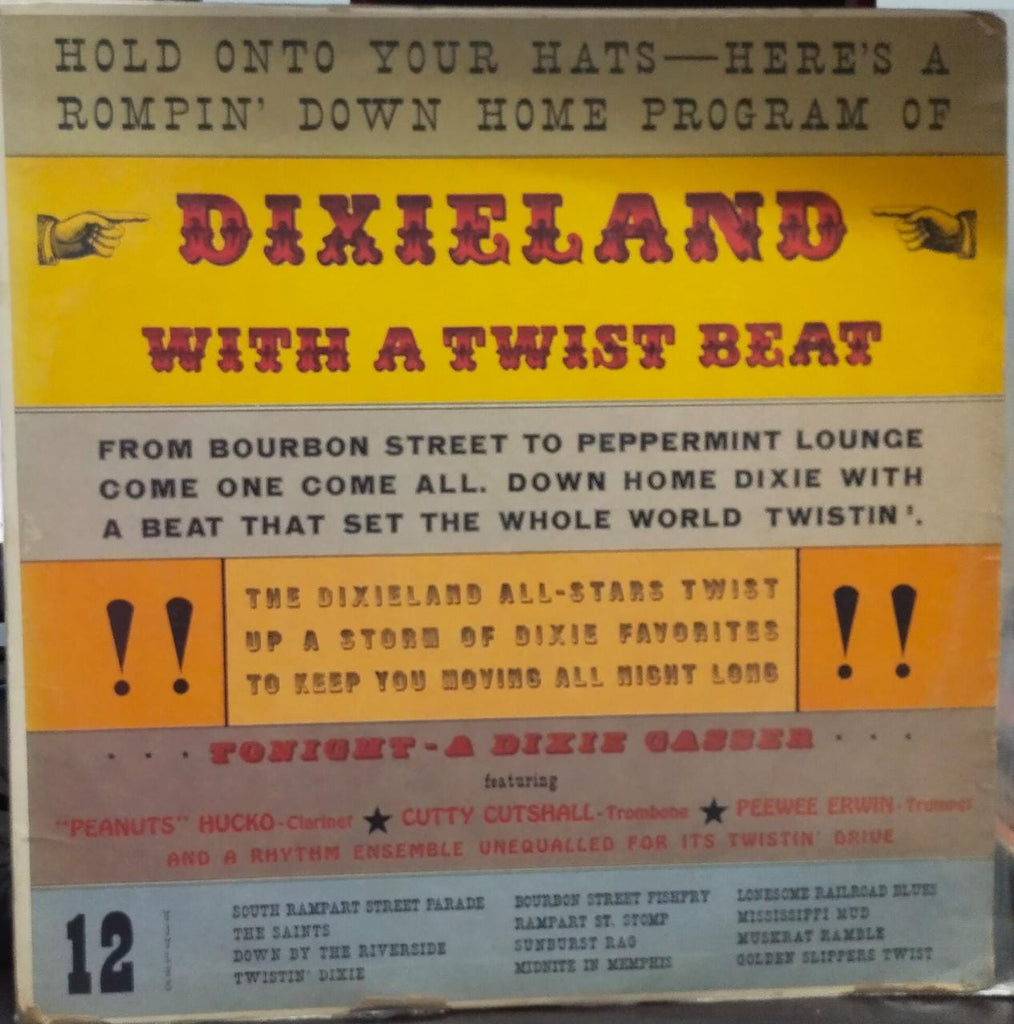 HOLD ONTO YOUR HATS—HERE'S A
ROMPIN' DOWN HOME PROGRAM OF
DIXIELAND
WITH A TWIST BEAT
FROM BOURBON STREET TO PEPPERMINT LOUNGE
COME ONE COME ALL. DOWN HOME DIXIE WITH
A BEAT THAT SET THE WHOLE WORLD TWISTIN'.
!! !!
THE DIXIELAND ALL-STARS TWIST
UP A STORM OF DIXIE FAVORITES
TO KEEP YOU MOVING ALL NIGHT LONG
. . . TONIGHT-A DIXIE GASSER . . .
featuring
"PEANUTS" HUCKO-Clarinet ★ CUTTY CUTSHALL-Trombone ★ PEEWEE ERWIN-Trumpet
AND A RHYTHM ENSEMBLE UNEQUALLED FOR ITS TWISTIN' DRIVE
12
SOUTH RAMPART STREET PARADE
THE SAINTS
DOWN BY THE RIVERSIDE
TWISTIN' DIXIE
BOURBON STREET FISHFRY
RAMPART ST. STOMP
SUNBURST RAG
MIDNITE IN MEMPHIS
LONESOME RAILROAD BLUES
MISSISSIPPI MUD
MUSKRAT RAMBLE
GOLDEN SLIPPERS TWIST